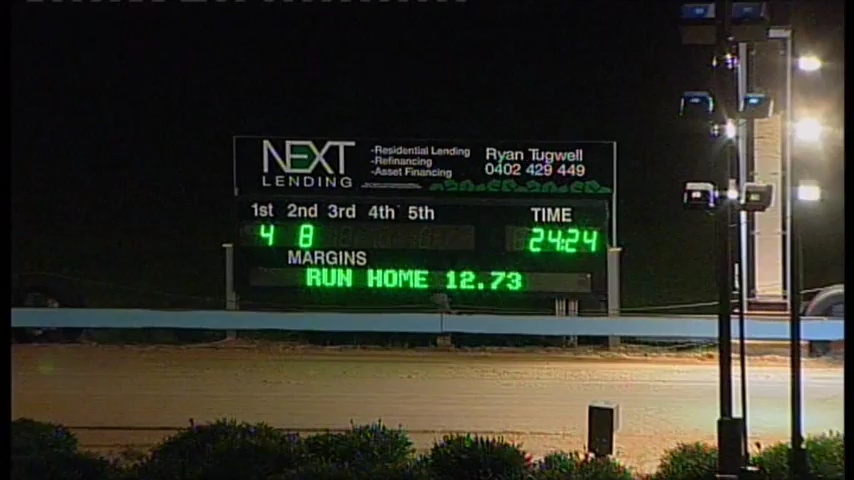 NEXT
LENDING
-Residential Lending
-Refinancing
-Asset Financing
Ryan Tugwell
0402 429 449
1st 2nd 3rd 4th 5th TIME
4 8 24:24
MARGINS
RUN HOME 12.73